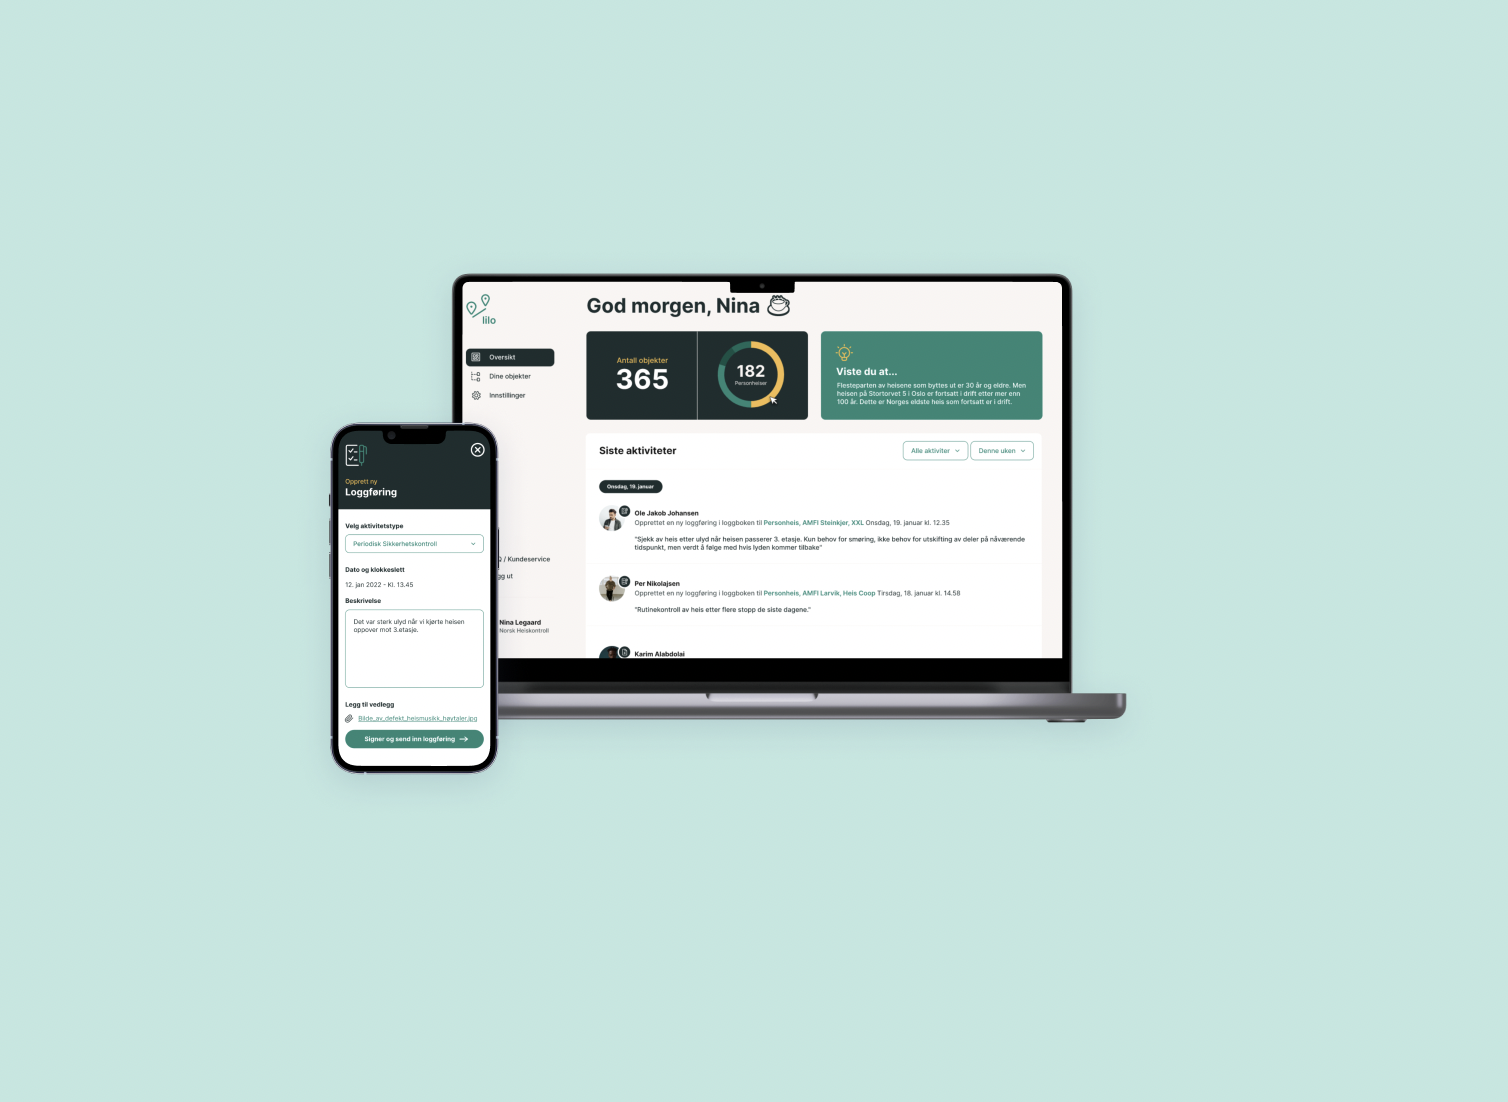 lilo
Oversikt
Dine objekter
Innstillinger
/ Kundeservice
ut
Nina Legaard
Norsk Heiskontroll
God morgen, Nina
Antall objekter
365
182
Personheiser
Viste du at...
Flesteparten av heisene som byttes ut er 30 år og eldre. Men
heisen på Stortorvet 5 i Oslo er fortsatt i drift etter mer enn
100 år. Dette er Norges eldste heis som fortsatt er i drift.
Siste aktiviteter
Alle aktiviter
Denne uken
Onsdag, 19. januar
Ole Jakob Johansen
Opprettet en ny loggføring i loggboken til Personheis, AMFI Steinkjer, XXL Onsdag, 19. januar kl. 12.35
"Sjekk av heis etter ulyd når heisen passerer 3. etasje. Kun behov for smøring, ikke behov for utskifting av deler på nåværende
tidspunkt, men verdt å følge med hvis lyden kommer tilbake"
Per Nikolajsen
Opprettet en ny loggføring i loggboken til Personheis, AMFI Larvik, Heis Coop Tirsdag, 18. januar kl. 14.58
"Rutinekontroll av heis etter flere stopp de siste dagene."
Karim Alabdolai
Opprett ny
Loggføring
Velg aktivitetstype
Periodisk Sikkerhetskontroll
Dato og klokkeslett
12. jan 2022 - Kl. 13.45
Beskrivelse
Det var sterk ulyd når vi kjørte heisen
oppover mot 3.etasje.
Legg til vedlegg
Bilde_av_defekt_heismusikk_høytaler.jpg
Signer og send inn loggføring